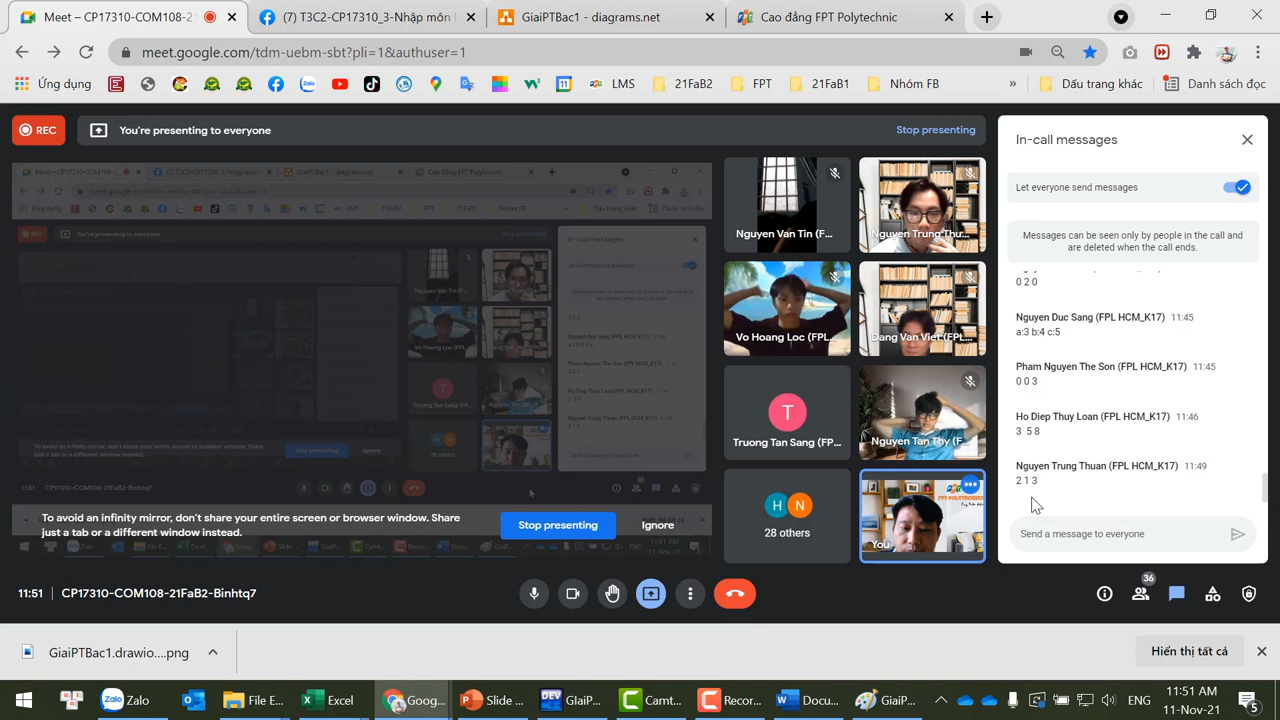 Meet – CP17310-COM108-2
(7) T3C2-CP17310_3-Nhập môn l
GiaiPTBac1 - diagrams.net
Cao đẳng FPT Polytechnic
meet.google.com/tdm-uebm-sbt?pli=1&authuser=1
Ứng dụng
LMS
21FaB2
FPT
21FaB1
Nhóm FB
»
Dấu trang khác
Danh sách đọc
REC
You're presenting to everyone
Stop presenting
In-call messages
Let everyone send messages
Messages can be seen only by people in the call and
are deleted when the call ends.
0 2 0
Nguyen Duc Sang (FPL HCM_K17) 11:45
a:3 b:4 c:5
Pham Nguyen The Son (FPL HCM_K17) 11:45
0 0 3
Ho Diep Thuy Loan (FPL HCM_K17) 11:46
3 5 8
Nguyen Trung Thuan (FPL HCM_K17) 11:49
2 1 3
Send a message to everyone
Nguyen Van Tin (F...
Nguyen Trung Thu...
Vo Hoang Loc (FPL...
Dang Van Viet (FPL...
T
Truong Tan Sang (FP...
Nguyen Tan Thy (F...
H N
28 others
FPT POLYTECHNIC
You
To avoid an infinity mirror, don't share your entire screen or browser window. Share
just a tab or a different window instead.
Stop presenting
Ignore
11:51 | CP17310-COM108-21FaB2-Binhtq7
36
GiaiPTBac1.drawio....png
Hiển thị tất cả
Zalo
File E...
Excel
Goog...
Slide ...
DEV
GIaiP...
Camt...
Recor...
Docu...
GiaiP...
ENG
11:51 AM
11-Nov-21
5